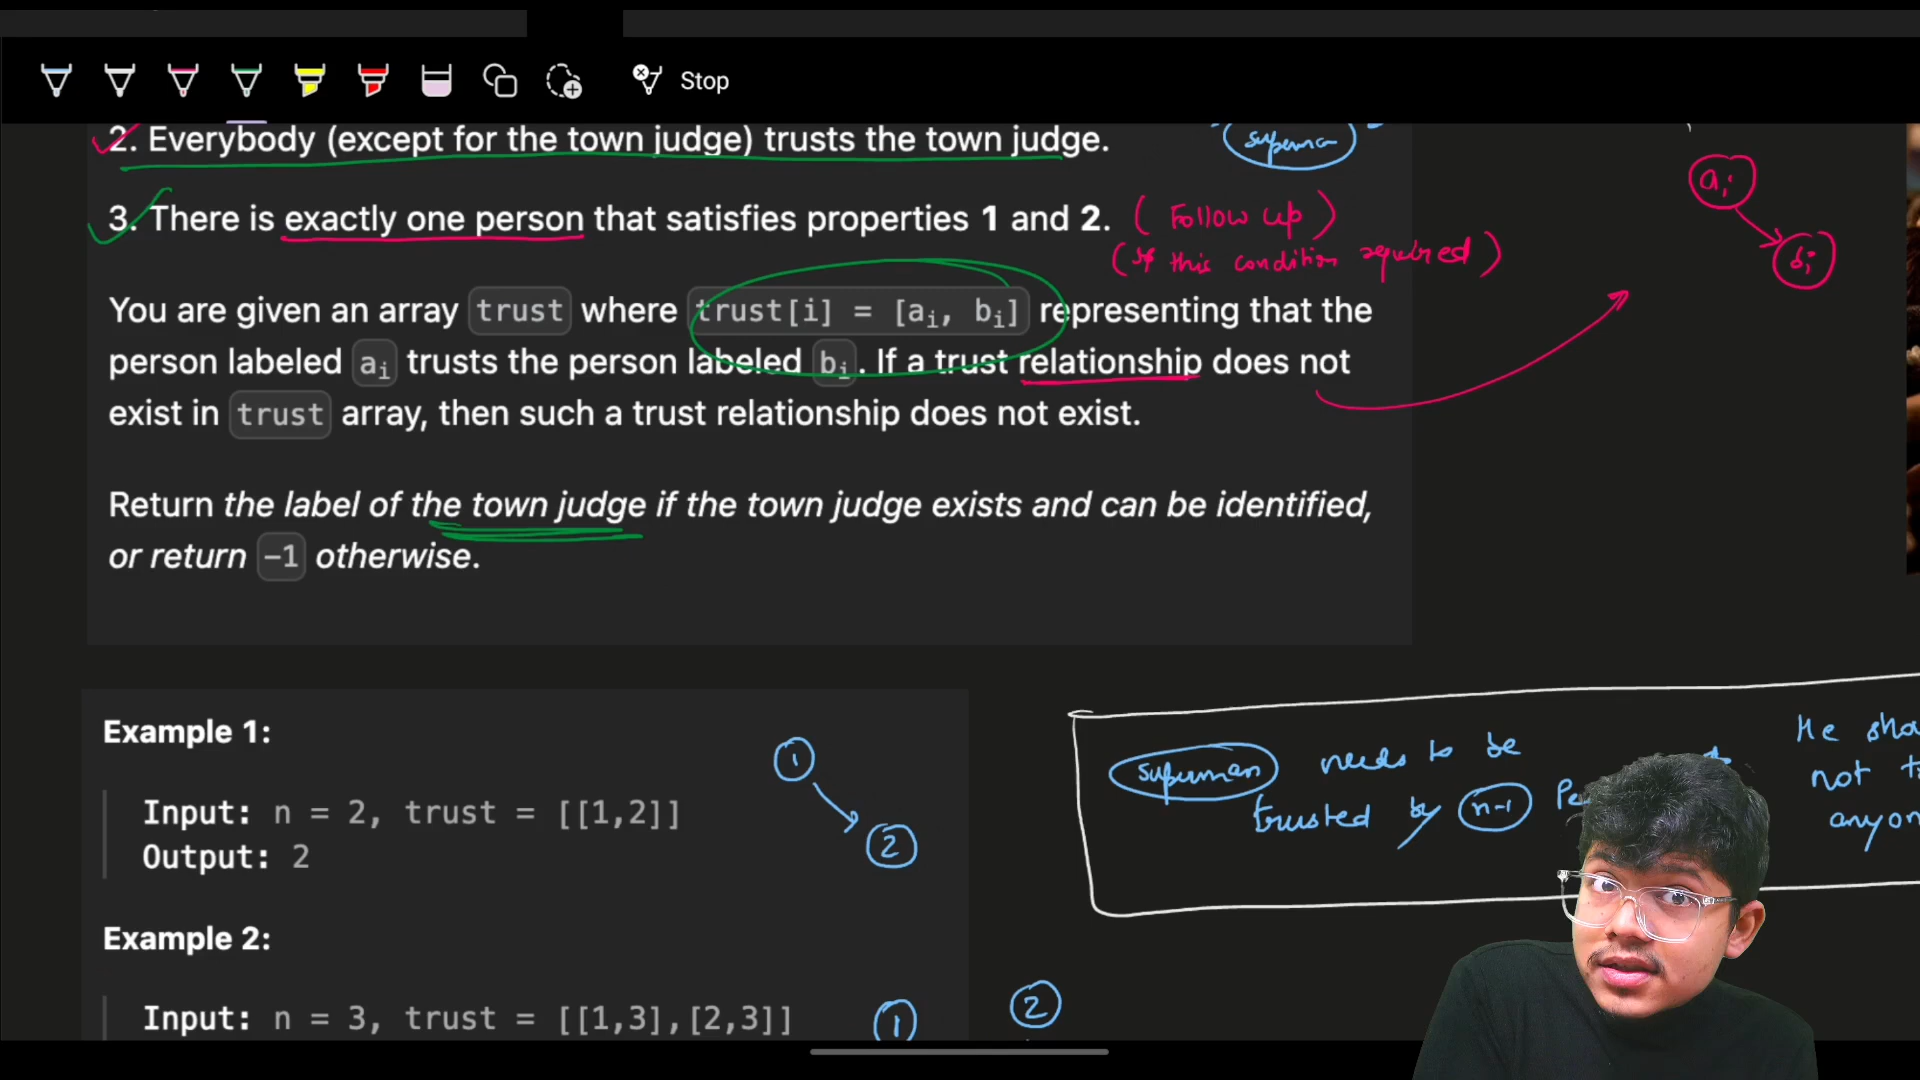 Stop
2. Everybody (except for the town judge) trusts the town judge.
superman
3. There is exactly one person that satisfies properties 1 and 2.
(Follow up)
(If this condition required)
ai
bi
You are given an array trust where trust[i] = [ai, bi] representing that the
person labeled ai trusts the person labeled bi. If a trust relationship does not
exist in trust array, then such a trust relationship does not exist.
Return the label of the town judge if the town judge exists and can be identified,
or return -1 otherwise.
Example 1:
Input: n = 2, trust = [[1,2]]
Output: 2
1
2
superman needs to be
trusted by n-1
He
not
Example 2:
Input: n = 3, trust = [[1,3],[2,3]]
1
2